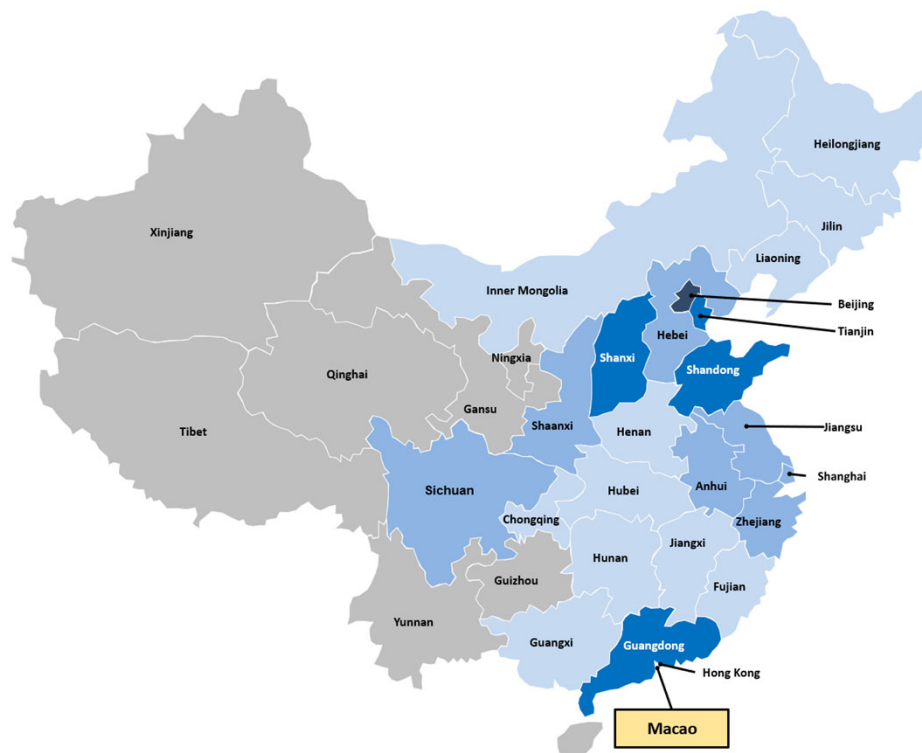 Heilongjiang
Jilin
Xinjiang
Liaoning
Inner Mongolia
Beijing
Tianjin
Hebei
Ningxia
Shanxi
Shandong
Qinghai
Gansu
Tibet
Shaanxi
Jiangsu
Henan
Shanghai
Sichuan
Anhui
Hubei
Chongqing
Zhejiang
Jiangxi
Hunan
Guizhou
Fujian
Yunnan
Guangxi
Guangdong
Hong Kong
Macao